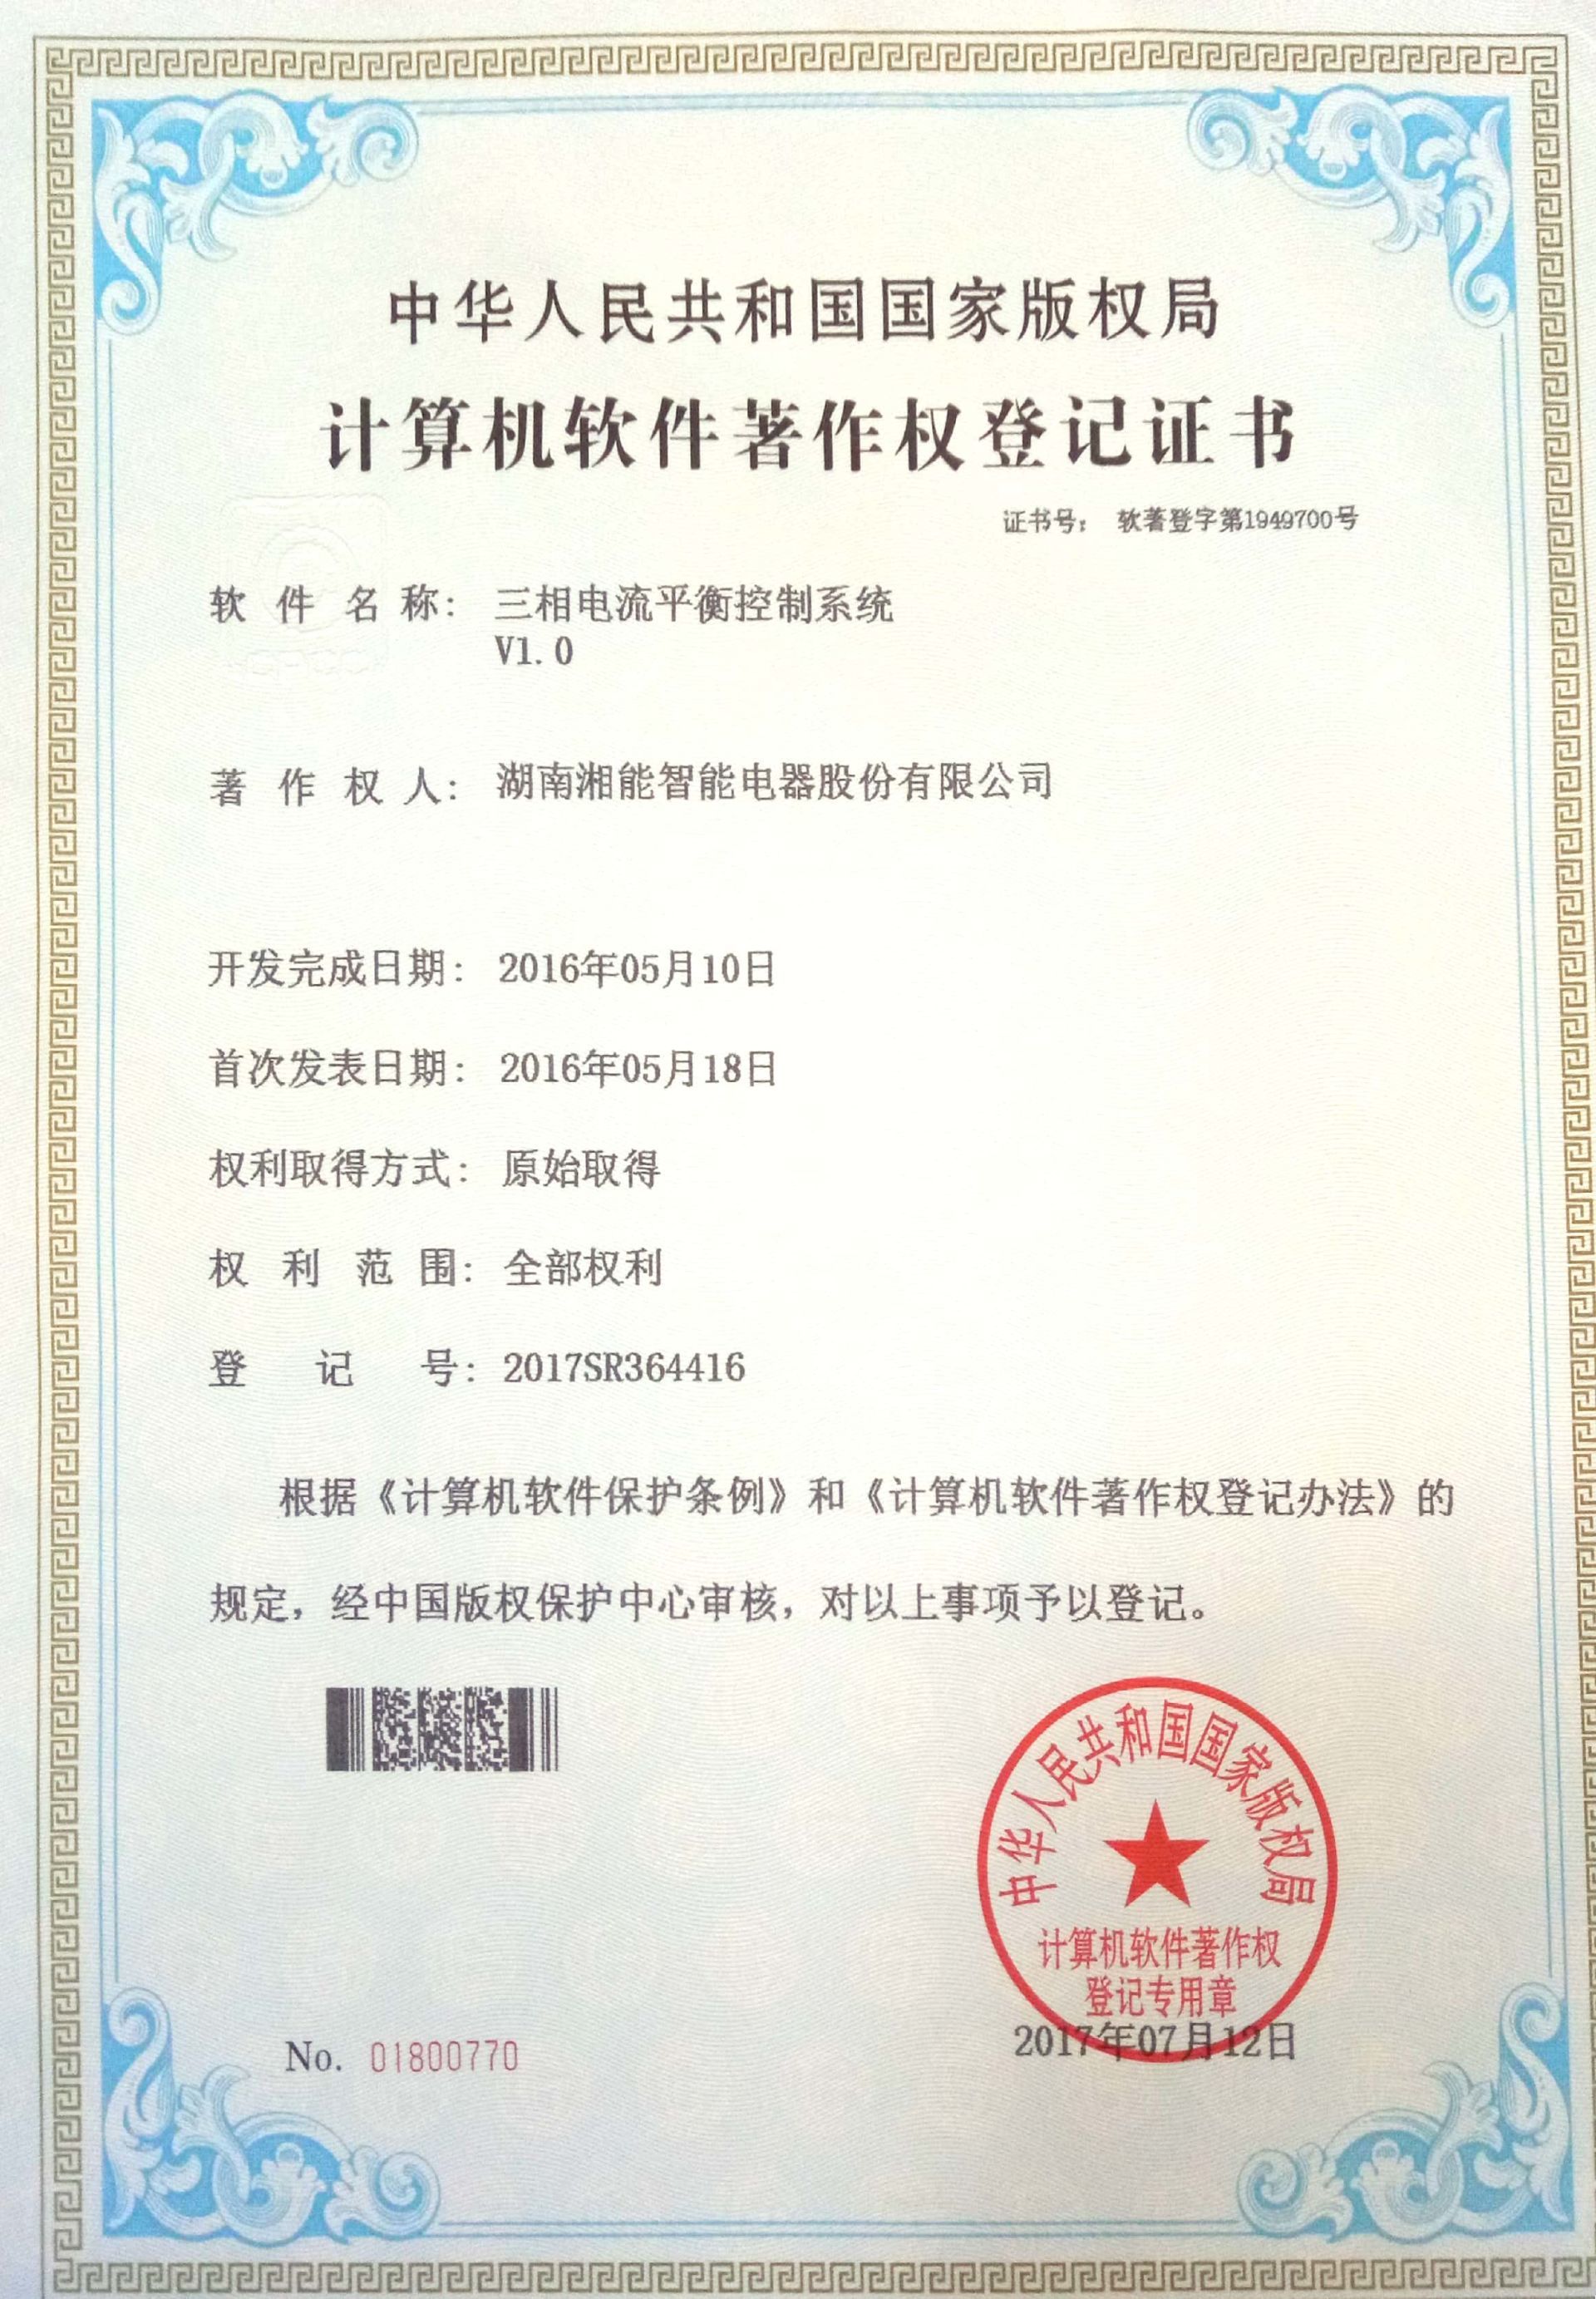 中华人民共和国国家版权局
计算机软件著作权登记证书
证书号： 软著登字第1949700号
软件名称： 三相电流平衡控制系统
V1.0
著作权人： 湖南湘能智能电器股份有限公司
开发完成日期： 2016年05月10日
首次发表日期： 2016年05月18日
权利取得方式： 原始取得
权利范围： 全部权利
登记号： 2017SR364416
根据《计算机软件保护条例》和《计算机软件著作权登记办法》的
规定，经中国版权保护中心审核，对以上事项予以登记。
中华人民共和国国家版权局
计算机软件著作权
登记专用章
No. 01800770
2017年07月12日